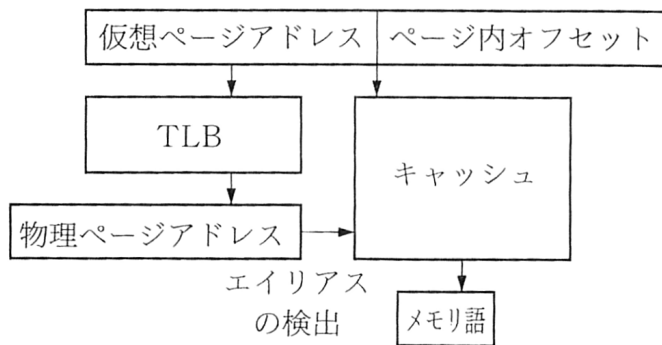 仮想ページアドレス ページ内オフセット
TLB
キャッシュ
物理ページアドレス
エイリアス
の検出
メモリ語